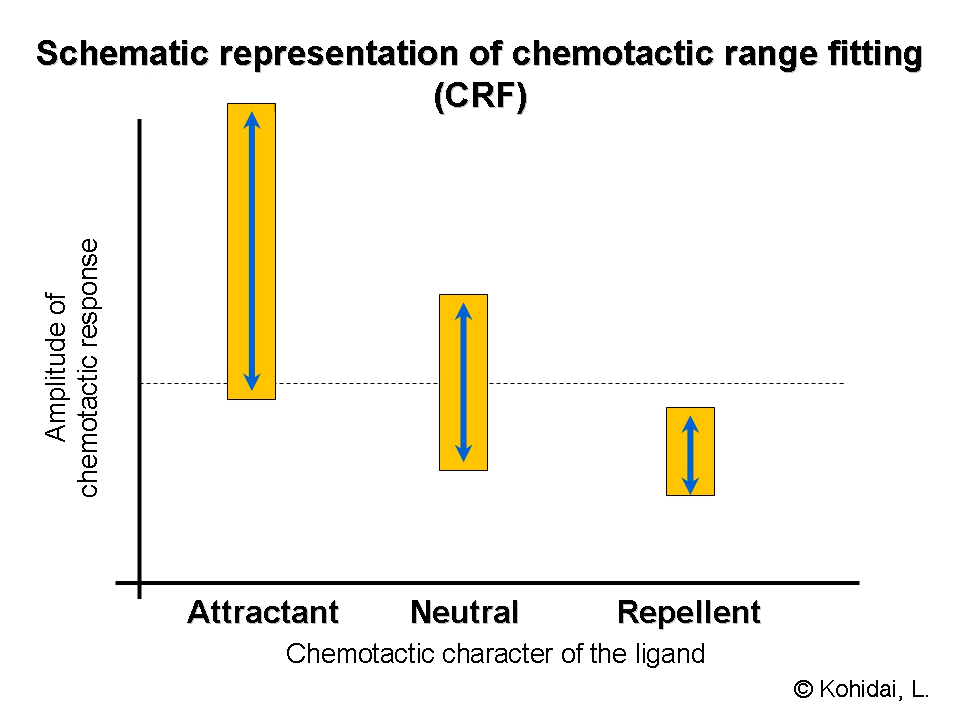 Schematic representation of chemotactic range fitting
(CRF)
Amplitude of
chemotactic response
Attractant Neutral Repellent
Chemotactic character of the ligand
© Kohidai, L.